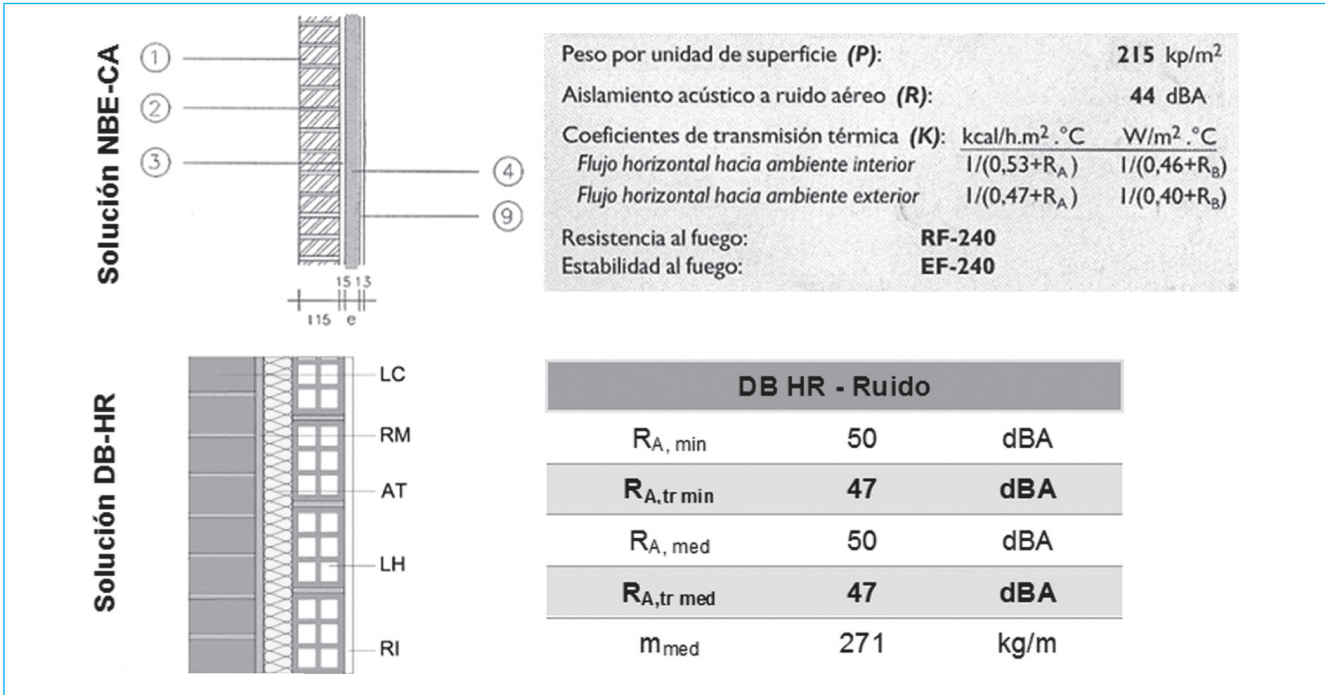 Solución NBE-CA
1
2
3
4
9
15 13
115 e
Peso por unidad de superficie (P): 215 kp/m²
Aislamiento acústico a ruido aéreo (R): 44 dBA
Coeficientes de transmisión térmica (K): kcal/h.m².°C W/m².°C
Flujo horizontal hacia ambiente interior 1/(0,53+R_A) 1/(0,46+R_B)
Flujo horizontal hacia ambiente exterior 1/(0,47+R_A) 1/(0,40+R_B)
Resistencia al fuego: RF-240
Estabilidad al fuego: EF-240
Solución DB-HR
LC
RM
AT
LH
RI
DB HR - Ruido
R_A, min 50 dBA
R_A,tr min 47 dBA
R_A, med 50 dBA
R_A,tr med 47 dBA
m_med 271 kg/m